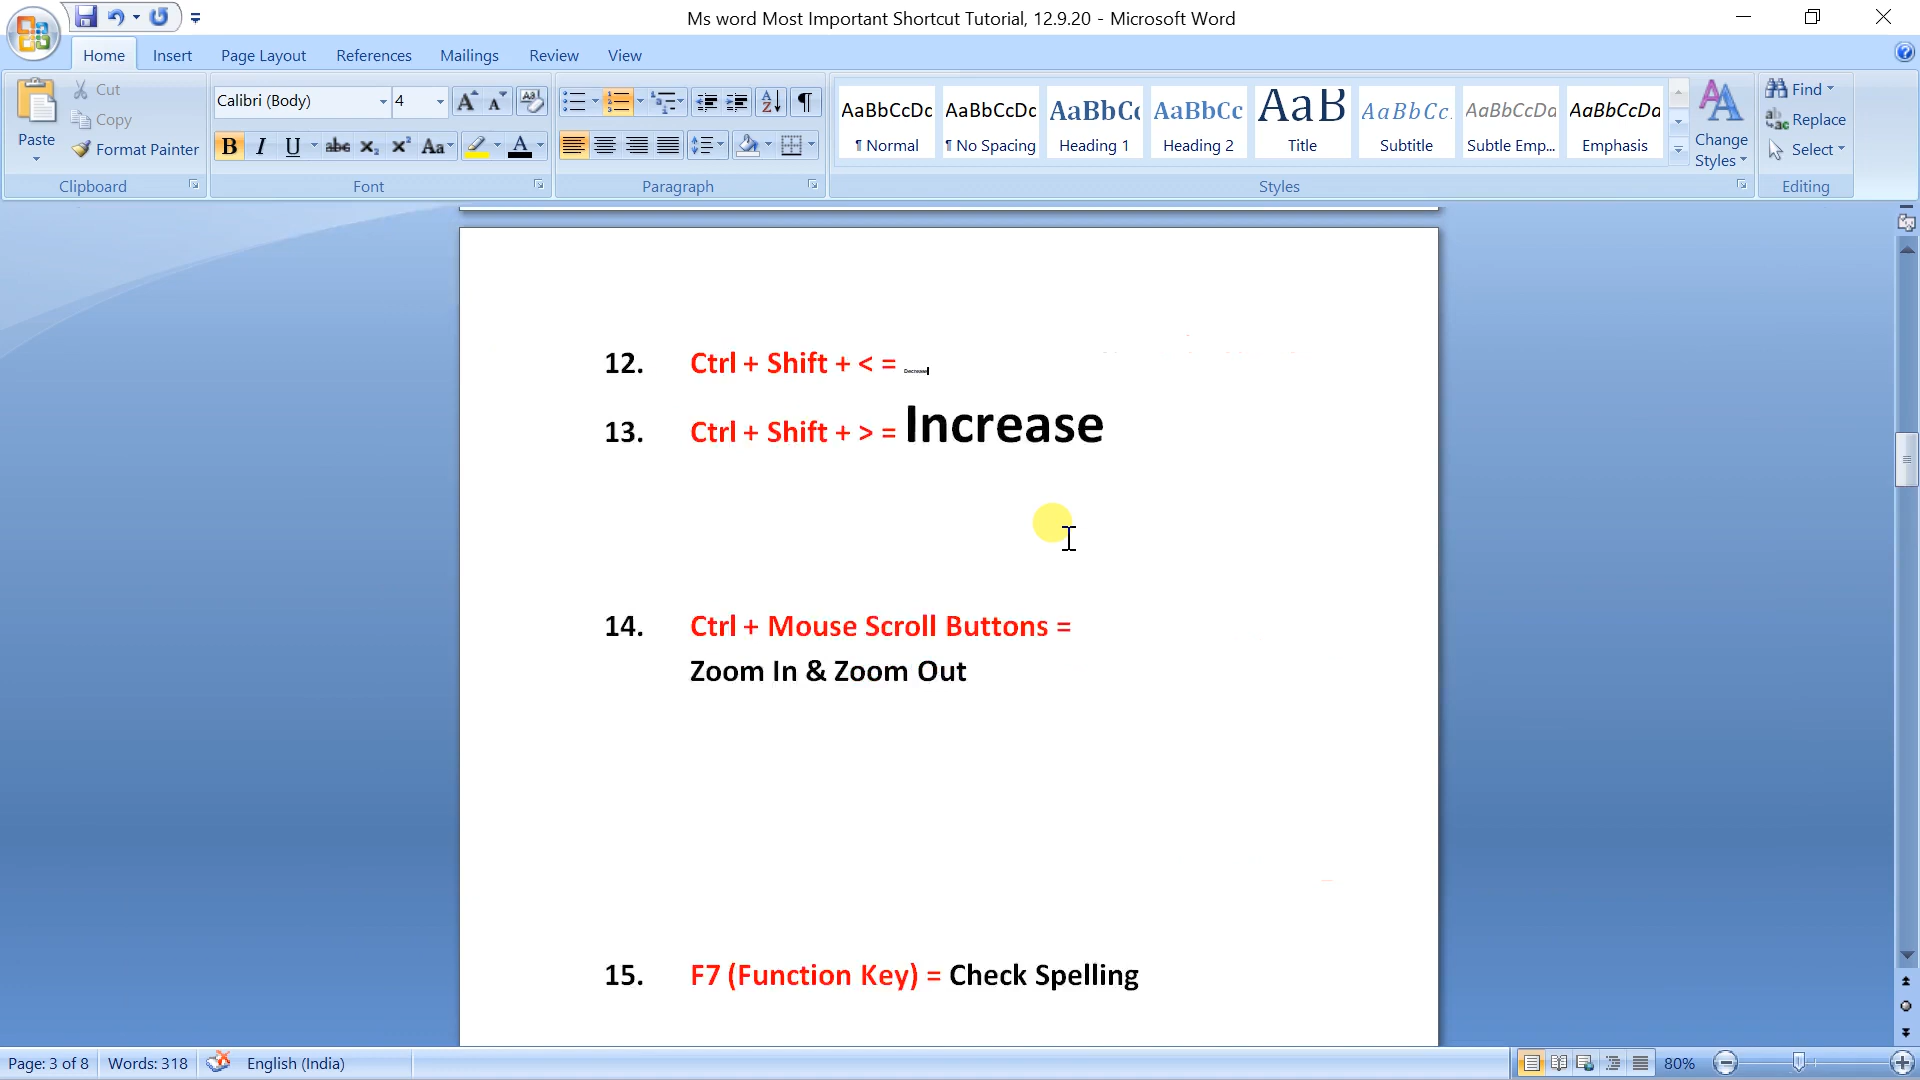 Ms word Most Important Shortcut Tutorial, 12.9.20 - Microsoft Word
Home Insert Page Layout References Mailings Review View
Paste
Cut
Copy
Format Painter
Clipboard
Calibri (Body) 4
Font
Paragraph
AaBbCcDc AaBbCcDc AaBbC AaBbCc AaB AaBbCc. AaBbCcDa AaBbCcDa
¶ Normal ¶ No Spacing Heading 1 Heading 2 Title Subtitle Subtle Emp... Emphasis
Styles
Change
Styles
Find
Replace
Select
Editing
12. Ctrl + Shift + < = Decrease
13. Ctrl + Shift + > = Increase
14. Ctrl + Mouse Scroll Buttons =
Zoom In & Zoom Out
15. F7 (Function Key) = Check Spelling
Page: 3 of 8 Words: 318 English (India) 80%